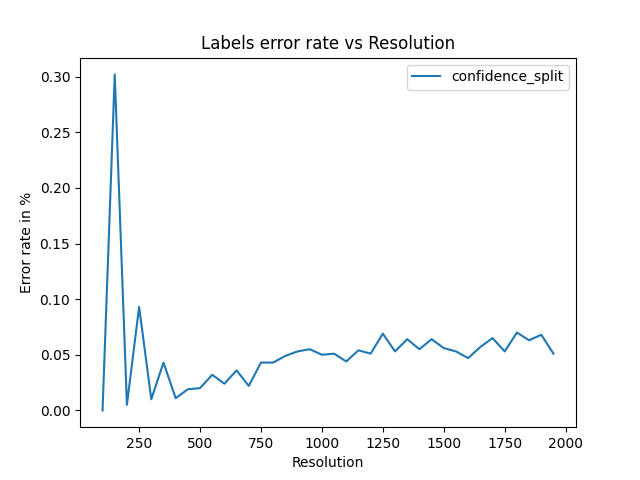 Labels error rate vs Resolution
confidence_split
0.30
0.25
0.20
0.15
0.10
0.05
0.00
Error rate in %
250 500 750 1000 1250 1500 1750 2000
Resolution